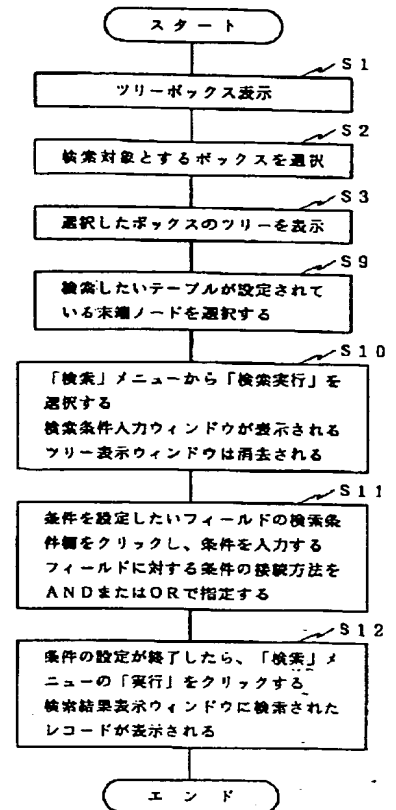 スタート
S1
ツリーボックス表示
S2
検索対象とするボックスを選択
S3
選択したボックスのツリーを表示
S9
検索したいテーブルが設定されて
いる末端ノードを選択する
S10
「検索」メニューから「検索実行」を
選択する
検索条件入力ウィンドウが表示される
ツリー表示ウィンドウは消去される
S11
条件を設定したいフィールドの検索条
件欄をクリックし、条件を入力する
フィールドに対する条件の接続方法を
ANDまたはORで指定する
S12
条件の設定が終了したら、「検索」メ
ニューの「実行」をクリックする
検索結果表示ウィンドウに検索された
レコードが表示される
エンド